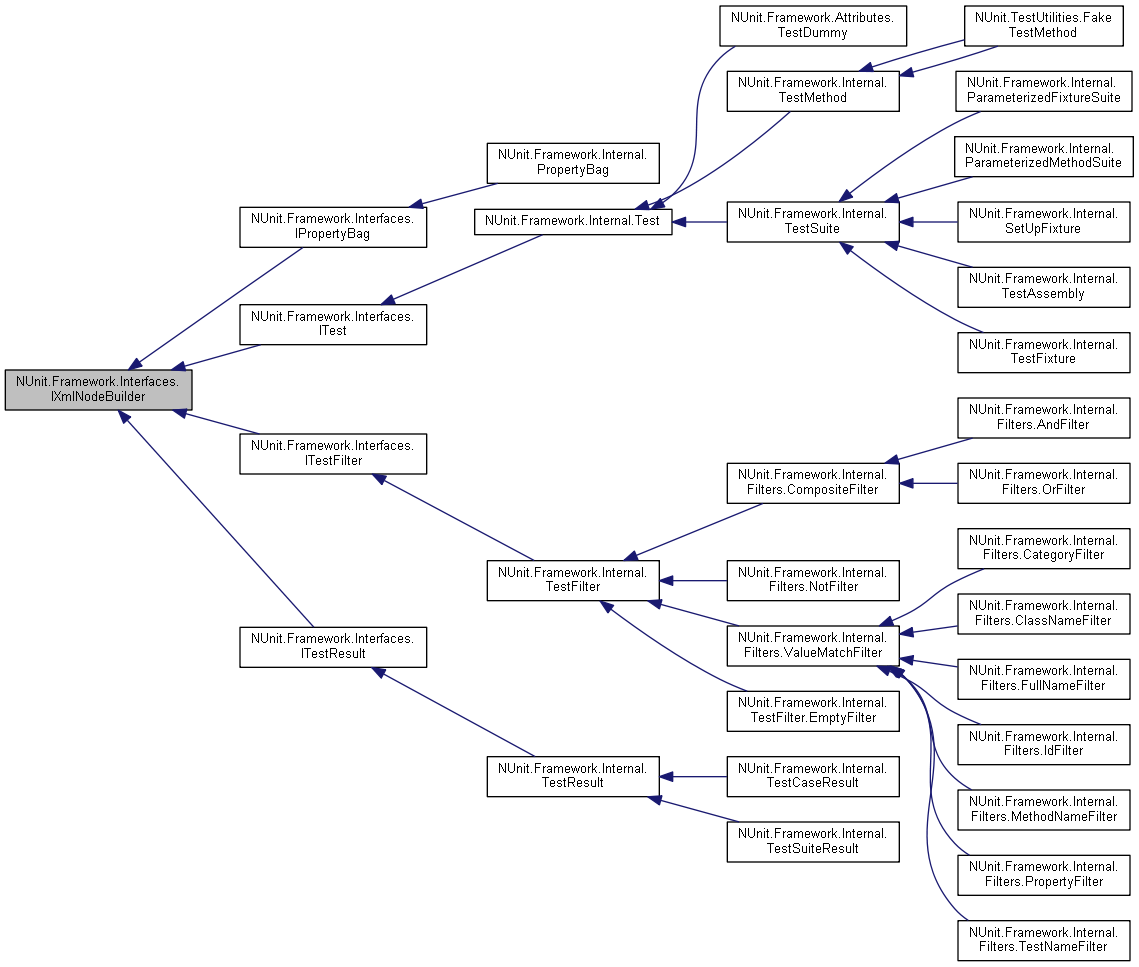 NUnit.Framework.Interfaces.
IXmlNodeBuilder
NUnit.Framework.Interfaces.
IPropertyBag
NUnit.Framework.Interfaces.
ITest
NUnit.Framework.Interfaces.
ITestFilter
NUnit.Framework.Interfaces.
ITestResult
NUnit.Framework.Internal.
PropertyBag
NUnit.Framework.Internal.Test
NUnit.Framework.Internal.
TestFilter
NUnit.Framework.Internal.
TestResult
NUnit.Framework.Attributes.
TestDummy
NUnit.Framework.Internal.
TestMethod
NUnit.Framework.Internal.
TestSuite
NUnit.Framework.Internal.
Filters.CompositeFilter
NUnit.Framework.Internal.
Filters.NotFilter
NUnit.Framework.Internal.
Filters.ValueMatchFilter
NUnit.Framework.Internal.
TestFilter.EmptyFilter
NUnit.Framework.Internal.
TestCaseResult
NUnit.Framework.Internal.
TestSuiteResult
NUnit.TestUtilities.Fake
TestMethod
NUnit.Framework.Internal.
ParameterizedFixtureSuite
NUnit.Framework.Internal.
ParameterizedMethodSuite
NUnit.Framework.Internal.
SetUpFixture
NUnit.Framework.Internal.
TestAssembly
NUnit.Framework.Internal.
TestFixture
NUnit.Framework.Internal.
Filters.AndFilter
NUnit.Framework.Internal.
Filters.OrFilter
NUnit.Framework.Internal.
Filters.CategoryFilter
NUnit.Framework.Internal.
Filters.ClassNameFilter
NUnit.Framework.Internal.
Filters.FullNameFilter
NUnit.Framework.Internal.
Filters.IdFilter
NUnit.Framework.Internal.
Filters.MethodNameFilter
NUnit.Framework.Internal.
Filters.PropertyFilter
NUnit.Framework.Internal.
Filters.TestNameFilter